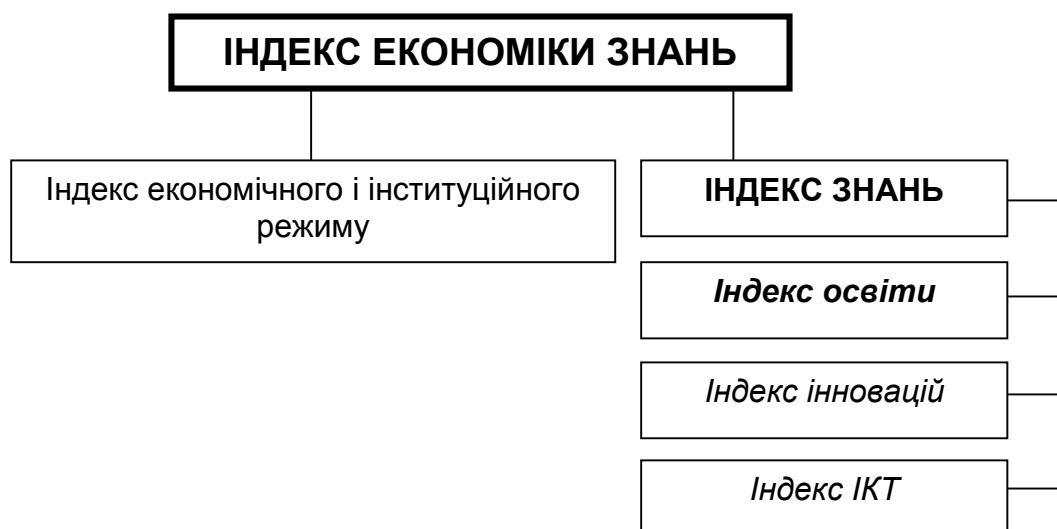 ІНДЕКС ЕКОНОМІКИ ЗНАНЬ
Індекс економічного і інституційного
режиму
ІНДЕКС ЗНАНЬ
Індекс освіти
Індекс інновацій
Індекс ІКТ